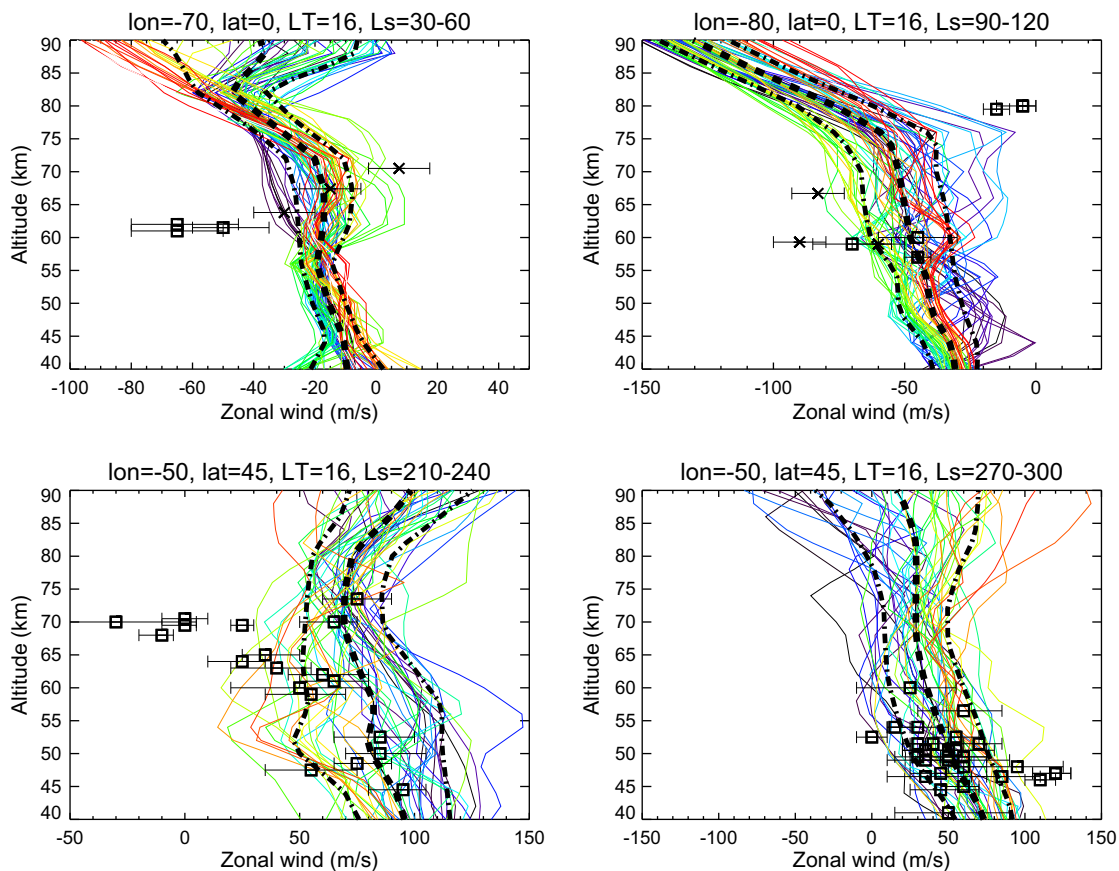 lon=-70, lat=0, LT=16, Ls=30-60
90
80
70
60
50
40
85
75
65
55
45
Altitude (km)
-100 -80 -60 -40 -20 0 20 40
Zonal wind (m/s)
lon=-80, lat=0, LT=16, Ls=90-120
90
85
80
75
70
65
60
55
50
45
40
Altitude (km)
-150 -100 -50 0
Zonal wind (m/s)
lon=-50, lat=45, LT=16, Ls=210-240
90
85
80
75
70
65
60
55
50
45
40
Altitude (km)
-50 0 50 100 150
Zonal wind (m/s)
lon=-50, lat=45, LT=16, Ls=270-300
90
85
80
75
70
65
60
55
50
45
40
Altitude (km)
-150 -100 -50 0 50 100 150
Zonal wind (m/s)